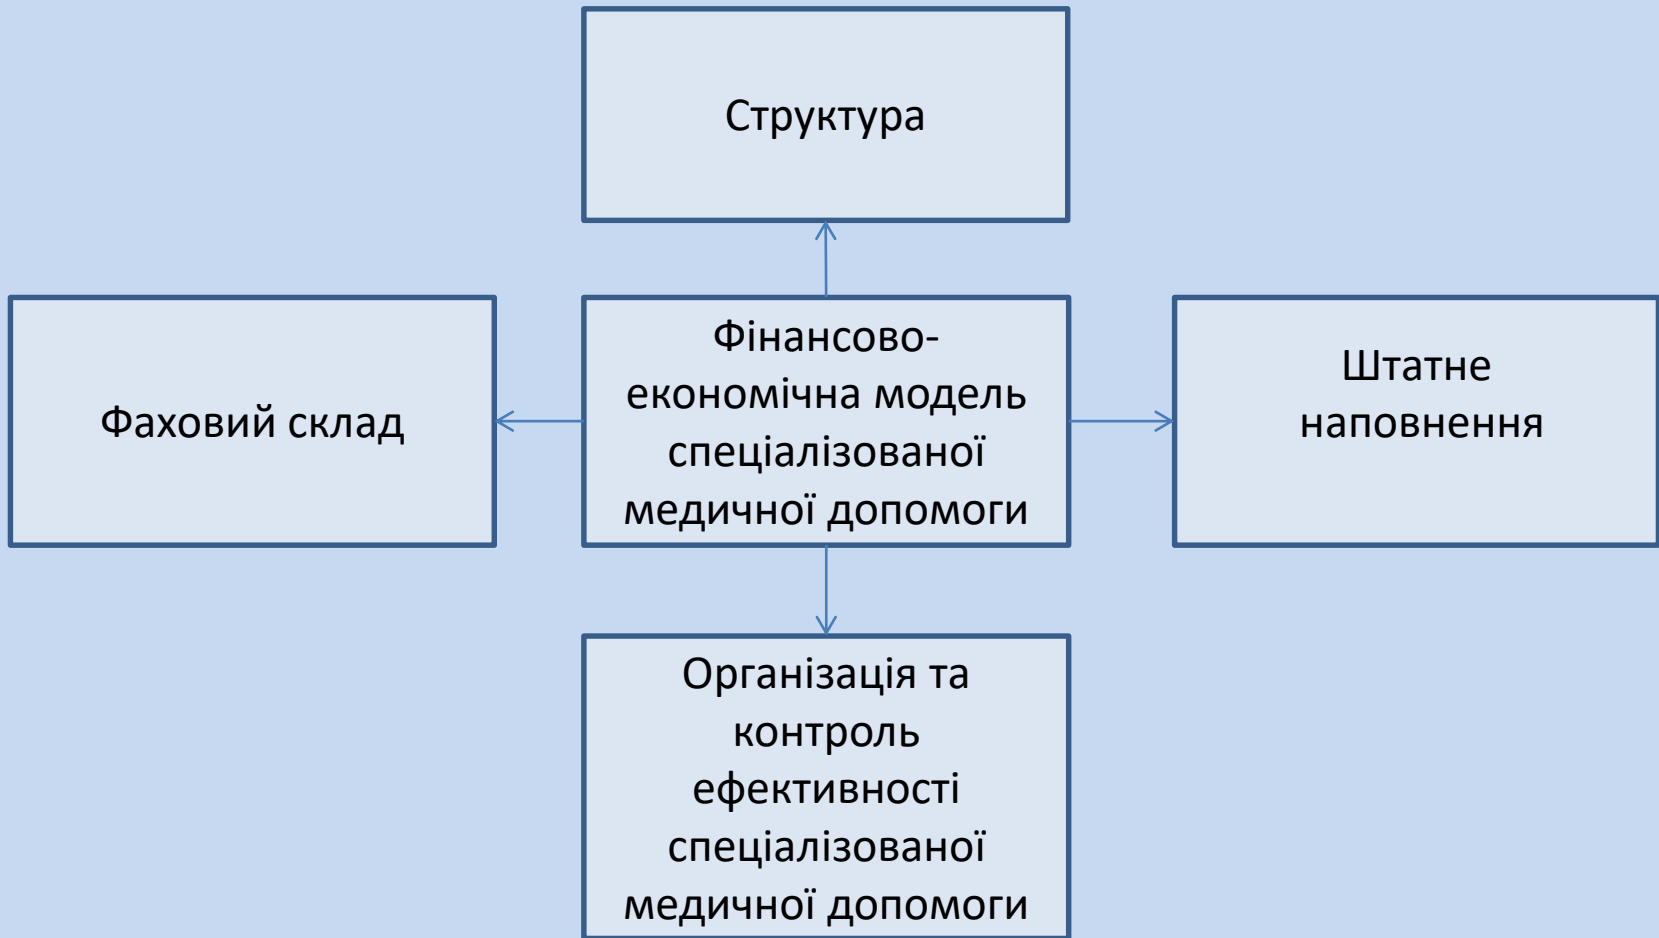 Структура
Фаховий склад
Фінансово-
економічна модель
спеціалізованої
медичної допомоги
Штатне
наповнення
Організація та
контроль
ефективності
спеціалізованої
медичної допомоги